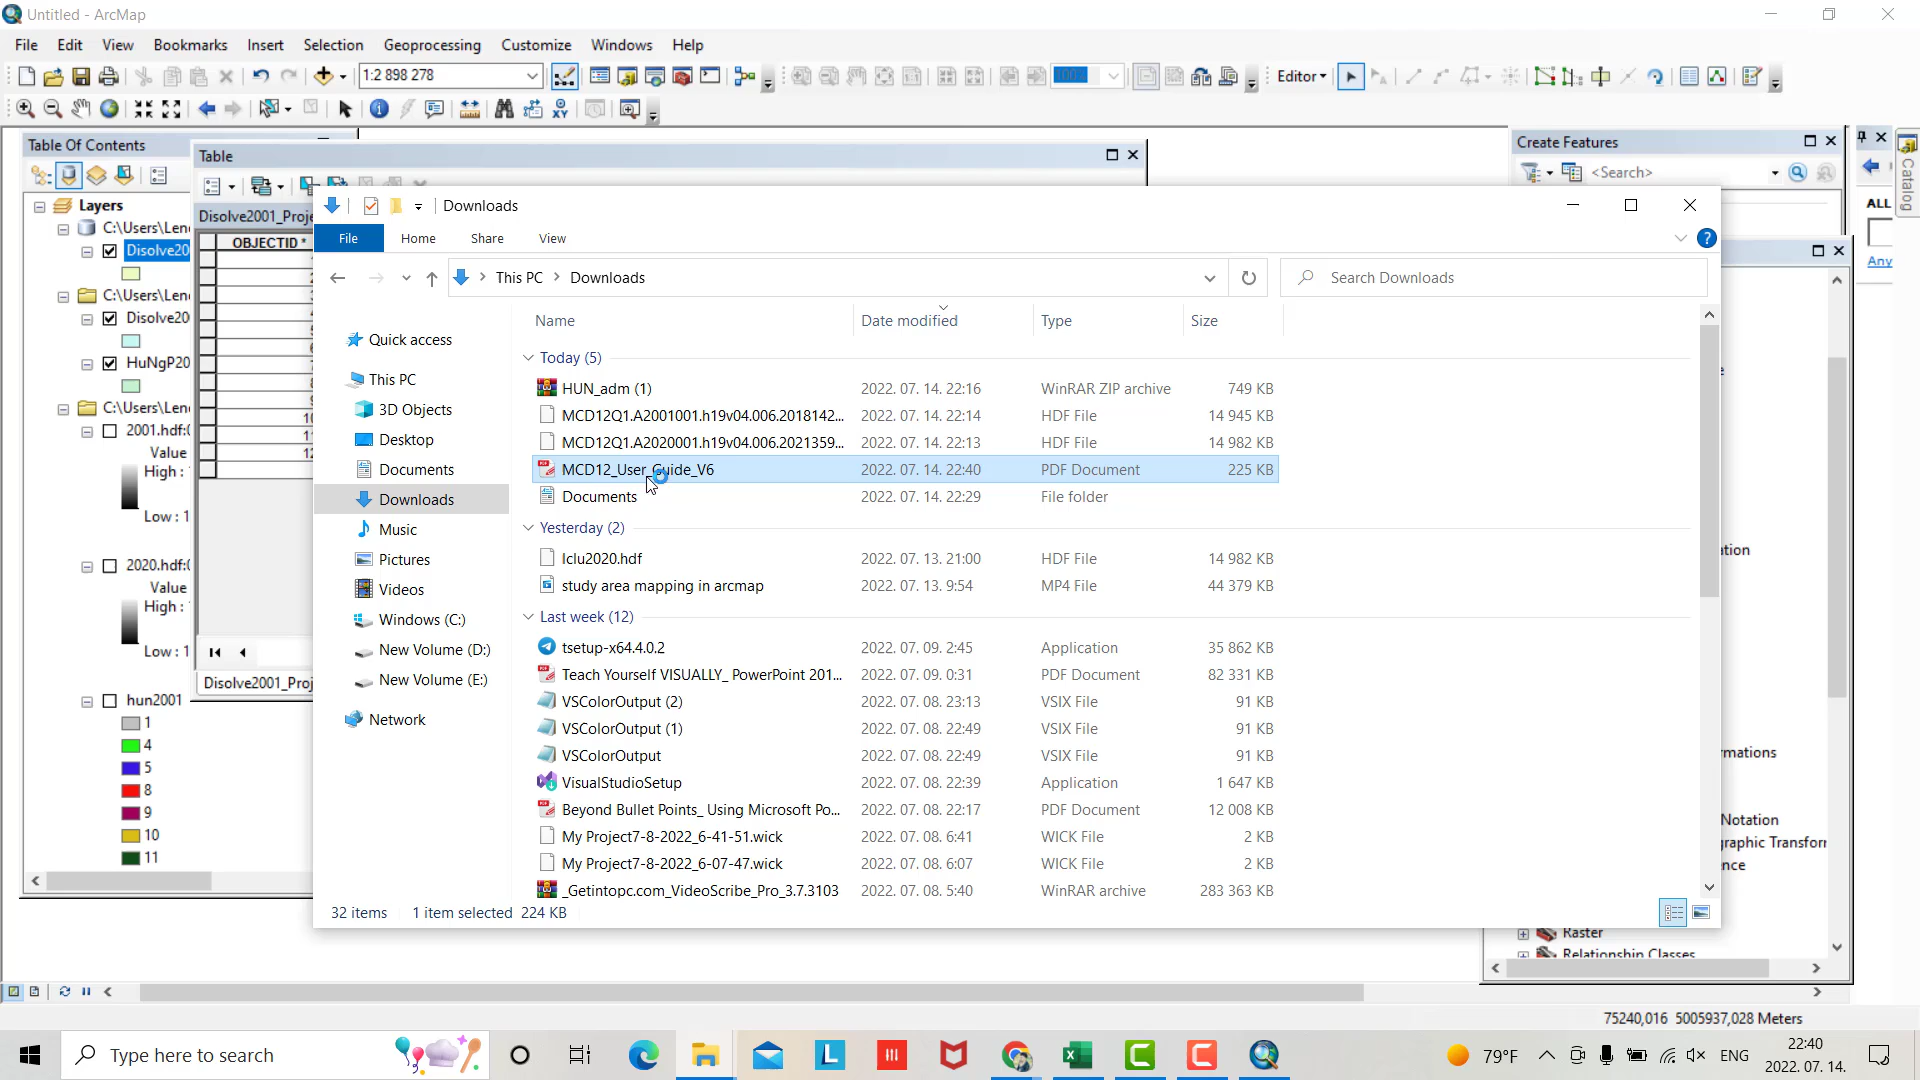 Untitled - ArcMap
File Edit View Bookmarks Insert Selection Geoprocessing Customize Windows Help
1:2 898 278
Editor
Table Of Contents
Table
Create Features
<Search>
Catalog
ALL
Any
Layers
C:\Users\Len
Disolve20
C:\Users\Len
Disolve20
HuNgP20
C:\Users\Len
2001.hdf:0
Value
High :
Low : 1
2020.hdf:0
Value
High :
Low : 1
hun2001
1
4
5
8
9
10
11
Disolve2001_Proje
OBJECTID *
Disolve2001_Proj
Downloads
File Home Share View
This PC Downloads
Search Downloads
Quick access
This PC
3D Objects
Desktop
Documents
Downloads
Music
Pictures
Videos
Windows (C:)
New Volume (D:)
New Volume (E:)
Network
Name Date modified Type Size
Today (5)
HUN_adm (1) 2022. 07. 14. 22:16 WinRAR ZIP archive 749 KB
MCD12Q1.A2001001.h19v04.006.2018142... 2022. 07. 14. 22:14 HDF File 14 945 KB
MCD12Q1.A2020001.h19v04.006.2021359... 2022. 07. 14. 22:13 HDF File 14 982 KB
MCD12_User_Guide_V6 2022. 07. 14. 22:40 PDF Document 225 KB
Documents 2022. 07. 14. 22:29 File folder
Yesterday (2)
lclu2020.hdf 2022. 07. 13. 21:00 HDF File 14 982 KB
study area mapping in arcmap 2022. 07. 13. 9:54 MP4 File 44 379 KB
Last week (12)
tsetup-x64.4.0.2 2022. 07. 09. 2:45 Application 35 862 KB
Teach Yourself VISUALLY_ PowerPoint 201... 2022. 07. 09. 0:31 PDF Document 82 331 KB
VSColorOutput (2) 2022. 07. 08. 23:13 VSIX File 91 KB
VSColorOutput (1) 2022. 07. 08. 22:49 VSIX File 91 KB
VSColorOutput 2022. 07. 08. 22:49 VSIX File 91 KB
VisualStudioSetup 2022. 07. 08. 22:39 Application 1 647 KB
Beyond Bullet Points_ Using Microsoft Po... 2022. 07. 08. 22:17 PDF Document 12 008 KB
My Project7-8-2022_6-41-51.wick 2022. 07. 08. 6:41 WICK File 2 KB
My Project7-8-2022_6-07-47.wick 2022. 07. 08. 6:07 WICK File 2 KB
_Getintopc.com_VideoScribe_Pro_3.7.3103 2022. 07. 08. 5:40 WinRAR archive 283 363 KB
32 items 1 item selected 224 KB
tion
rmations
Notation
raphic Transform
nce
Raster
Relationship Classes
75240,016 5005937,028 Meters
Type here to search
79°F
ENG
22:40
2022. 07. 14.